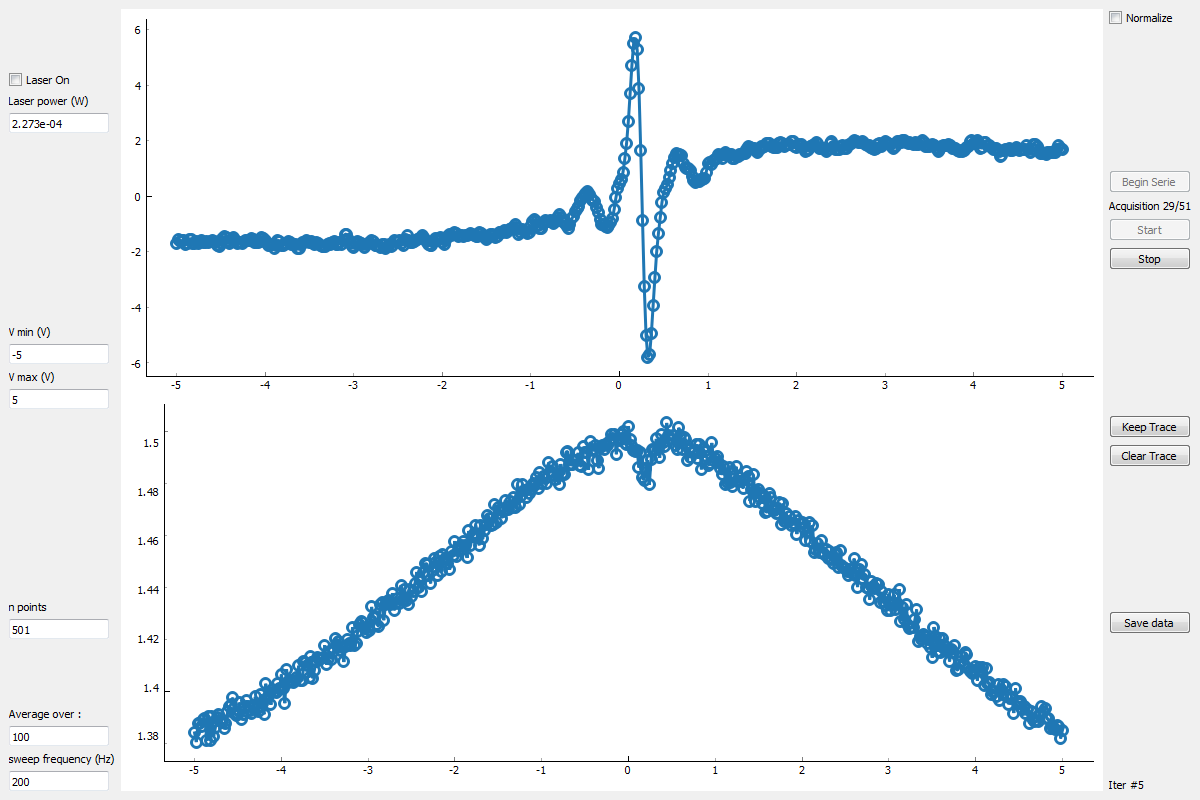 Laser On
Laser power (W)
2.273e-04
V min (V)
-5
V max (V)
5
n points
501
Average over :
100
sweep frequency (Hz)
200
6
4
2
0
-2
-4
-6
-5 -4 -3 -2 -1 0 1 2 3 4 5
1.5
1.48
1.46
1.44
1.42
1.4
1.38
-5 -4 -3 -2 -1 0 1 2 3 4 5
Normalize
Begin Serie
Acquisition 29/51
Start
Stop
Keep Trace
Clear Trace
Save data
Iter #5